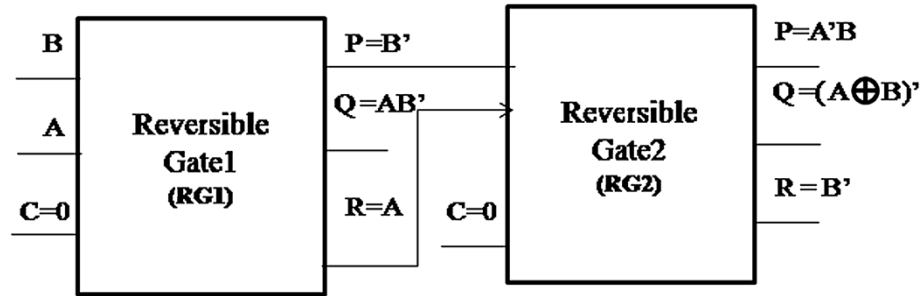 B
A
C=0
Reversible
Gate1
(RG1)
P=B’
Q=AB’
R=A
C=0
Reversible
Gate2
(RG2)
P=A’B
Q=(A⊕B)’
R=B’